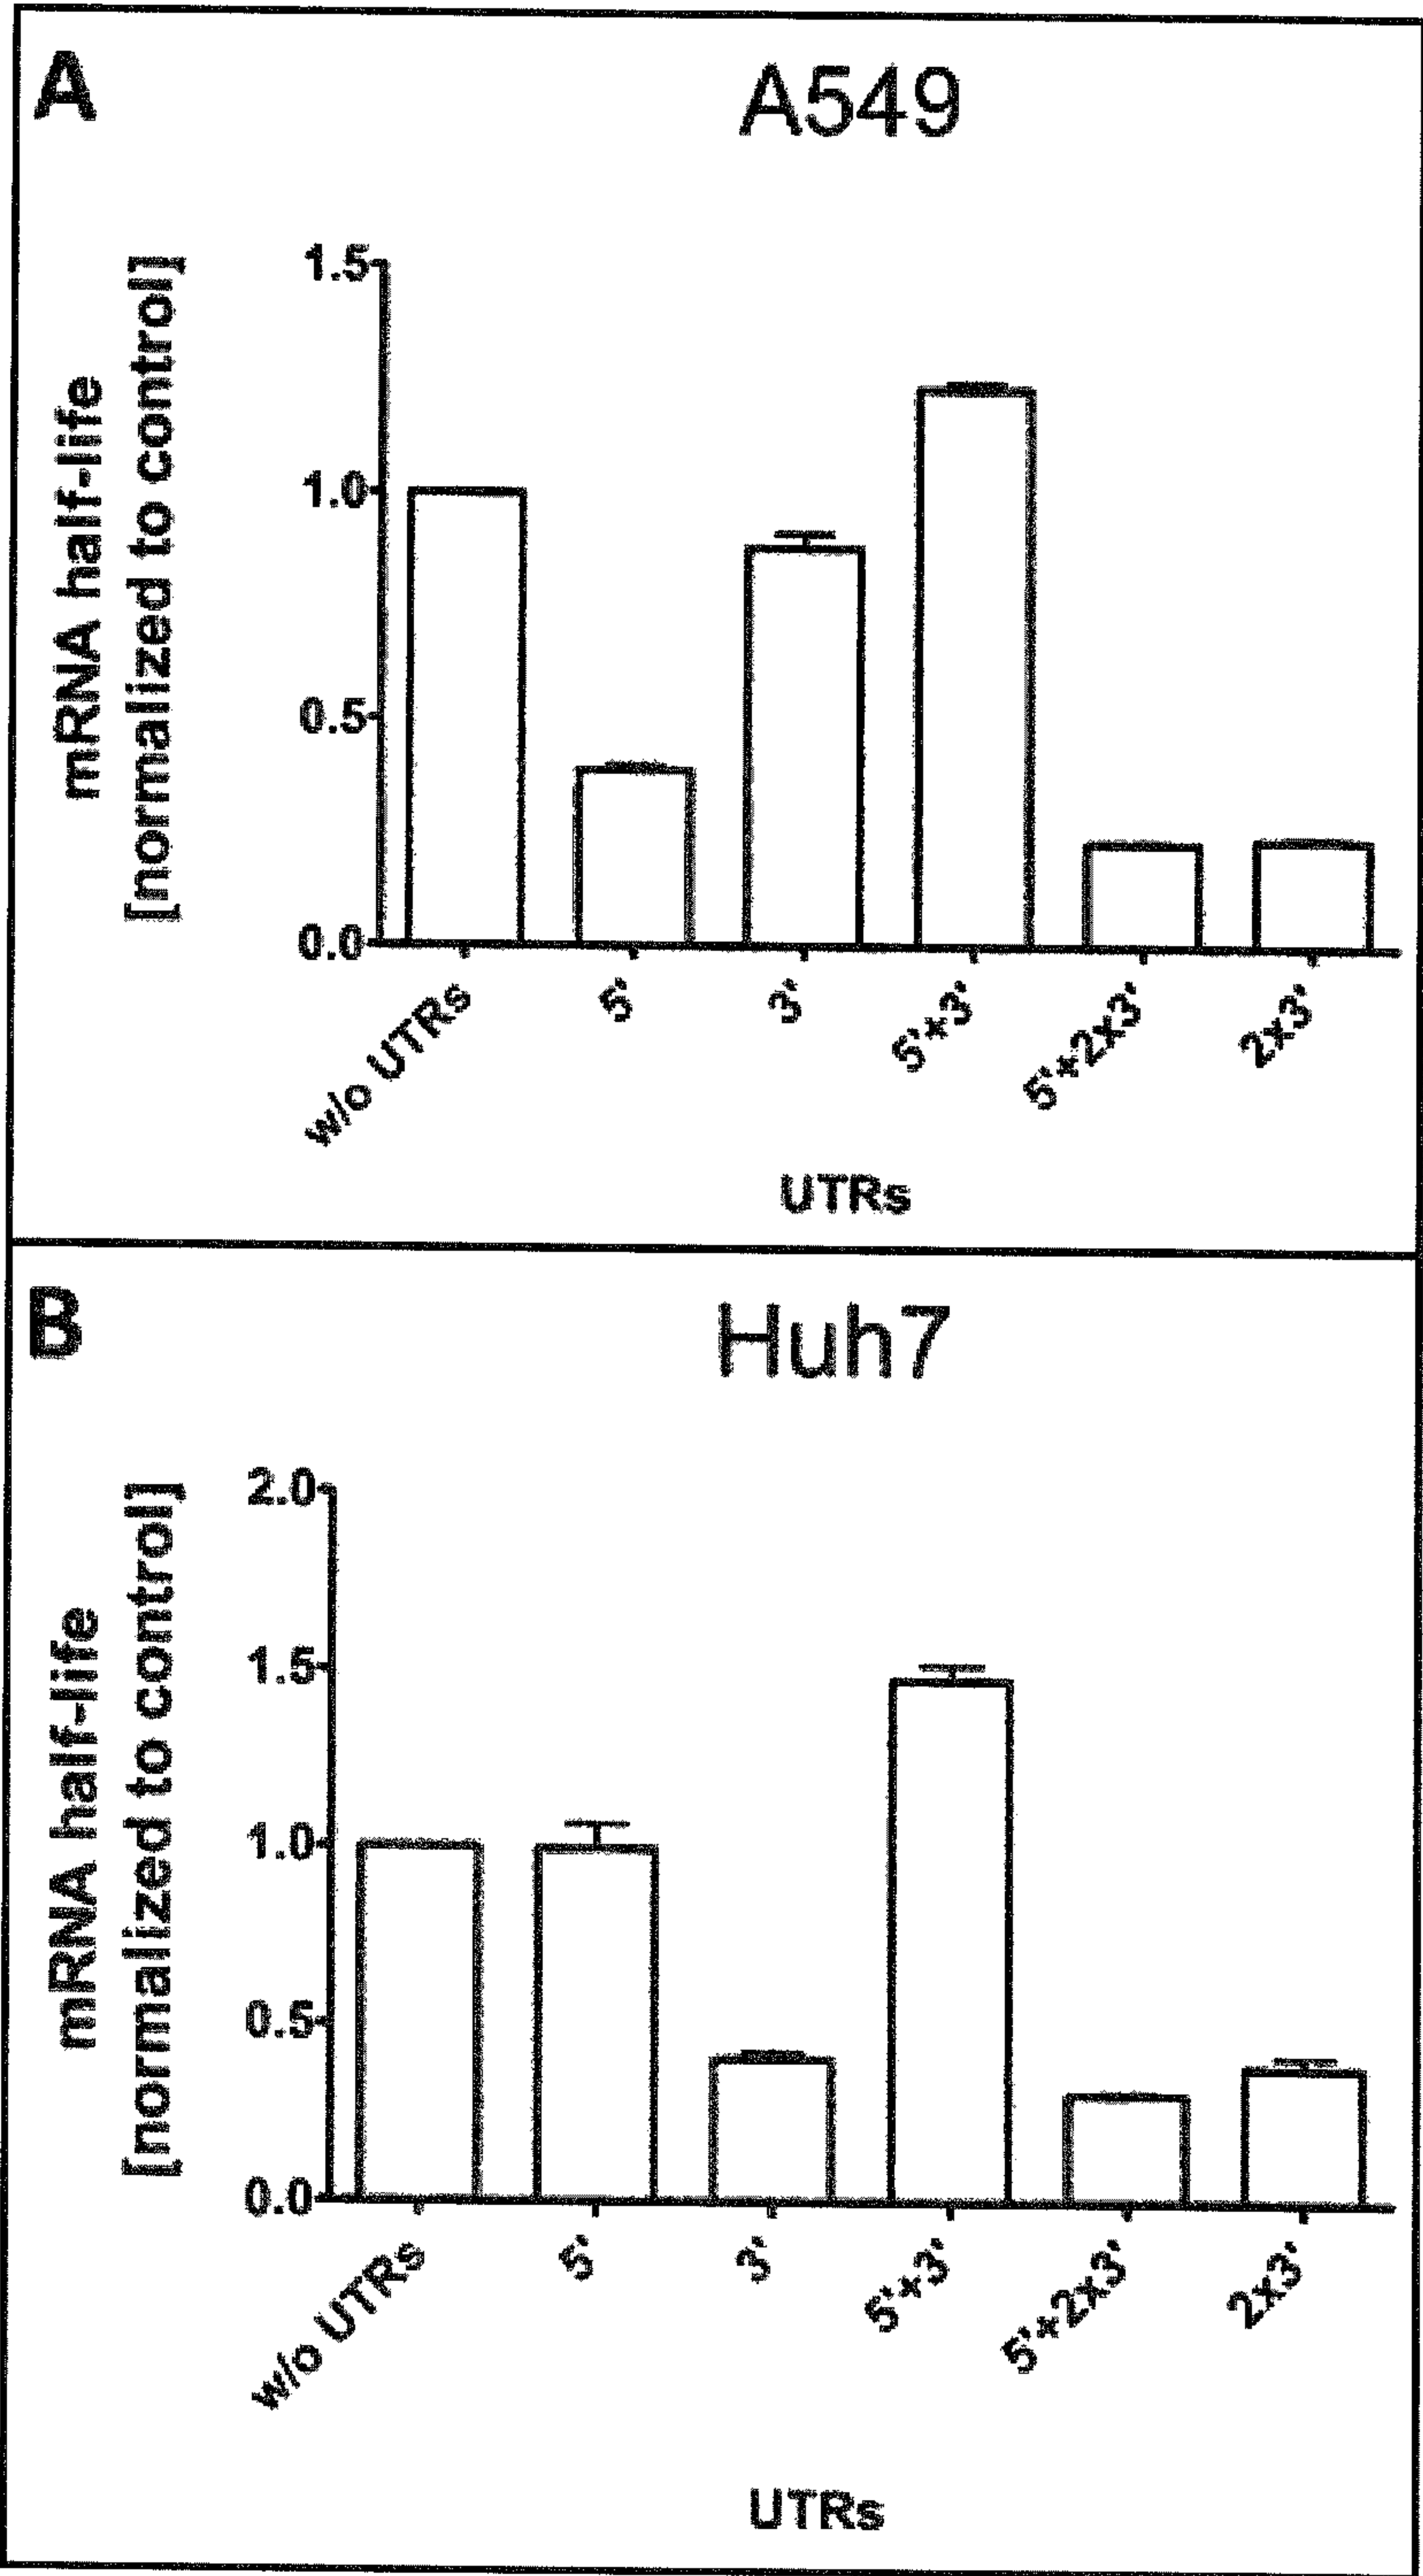 A
A549
mRNA half-life
[normalized to control]
1.5
1.0
0.5
0.0
w/o UTRs
5'
3'
5'+3'
5'+2x3'
2x3'
UTRs
B
Huh7
mRNA half-life
[normalized to control]
2.0
1.5
1.0
0.5
0.0
w/o UTRs
5'
3'
5'+3'
5'+2x3'
2x3'
UTRs